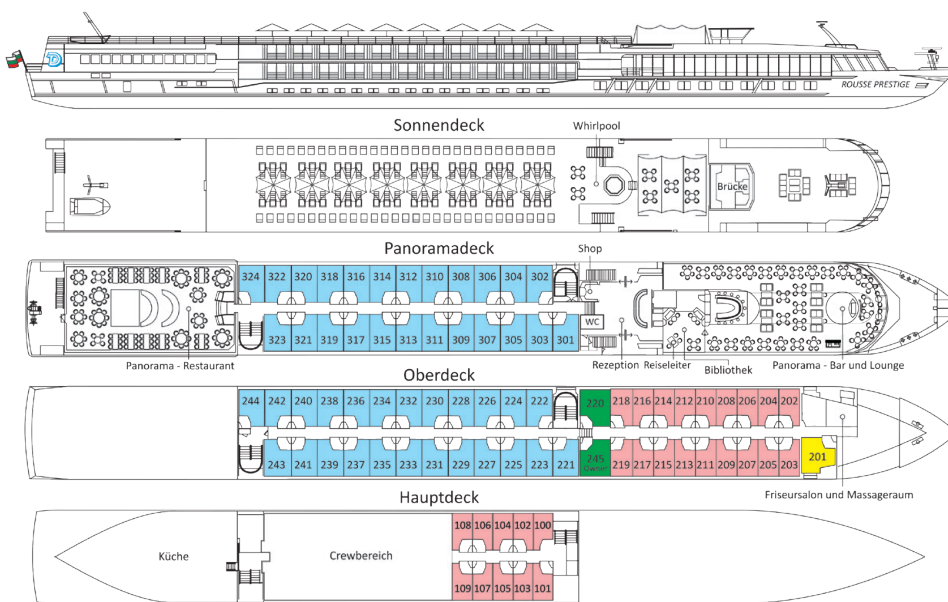 ROUSSE PRESTIGE
Sonnendeck
Whirlpool
Brücke
Panoramadeck
Shop
324 322 320 318 316 314 312 310 308 306 304 302
WC
323 321 319 317 315 313 311 309 307 305 303 301
Panorama - Restaurant
Rezeption
Reiseleiter
Bibliothek
Panorama - Bar und Lounge
Oberdeck
244 242 240 238 236 234 232 230 228 226 224 222 220 218 216 214 212 210 208 206 204 202
243 241 239 237 235 233 231 229 227 225 223 221 245 219 217 215 213 211 209 207 205 203 201
Owner
Friseursalon und Massageraum
Hauptdeck
108 106 104 102 100
Küche
Crewbereich
109 107 105 103 101